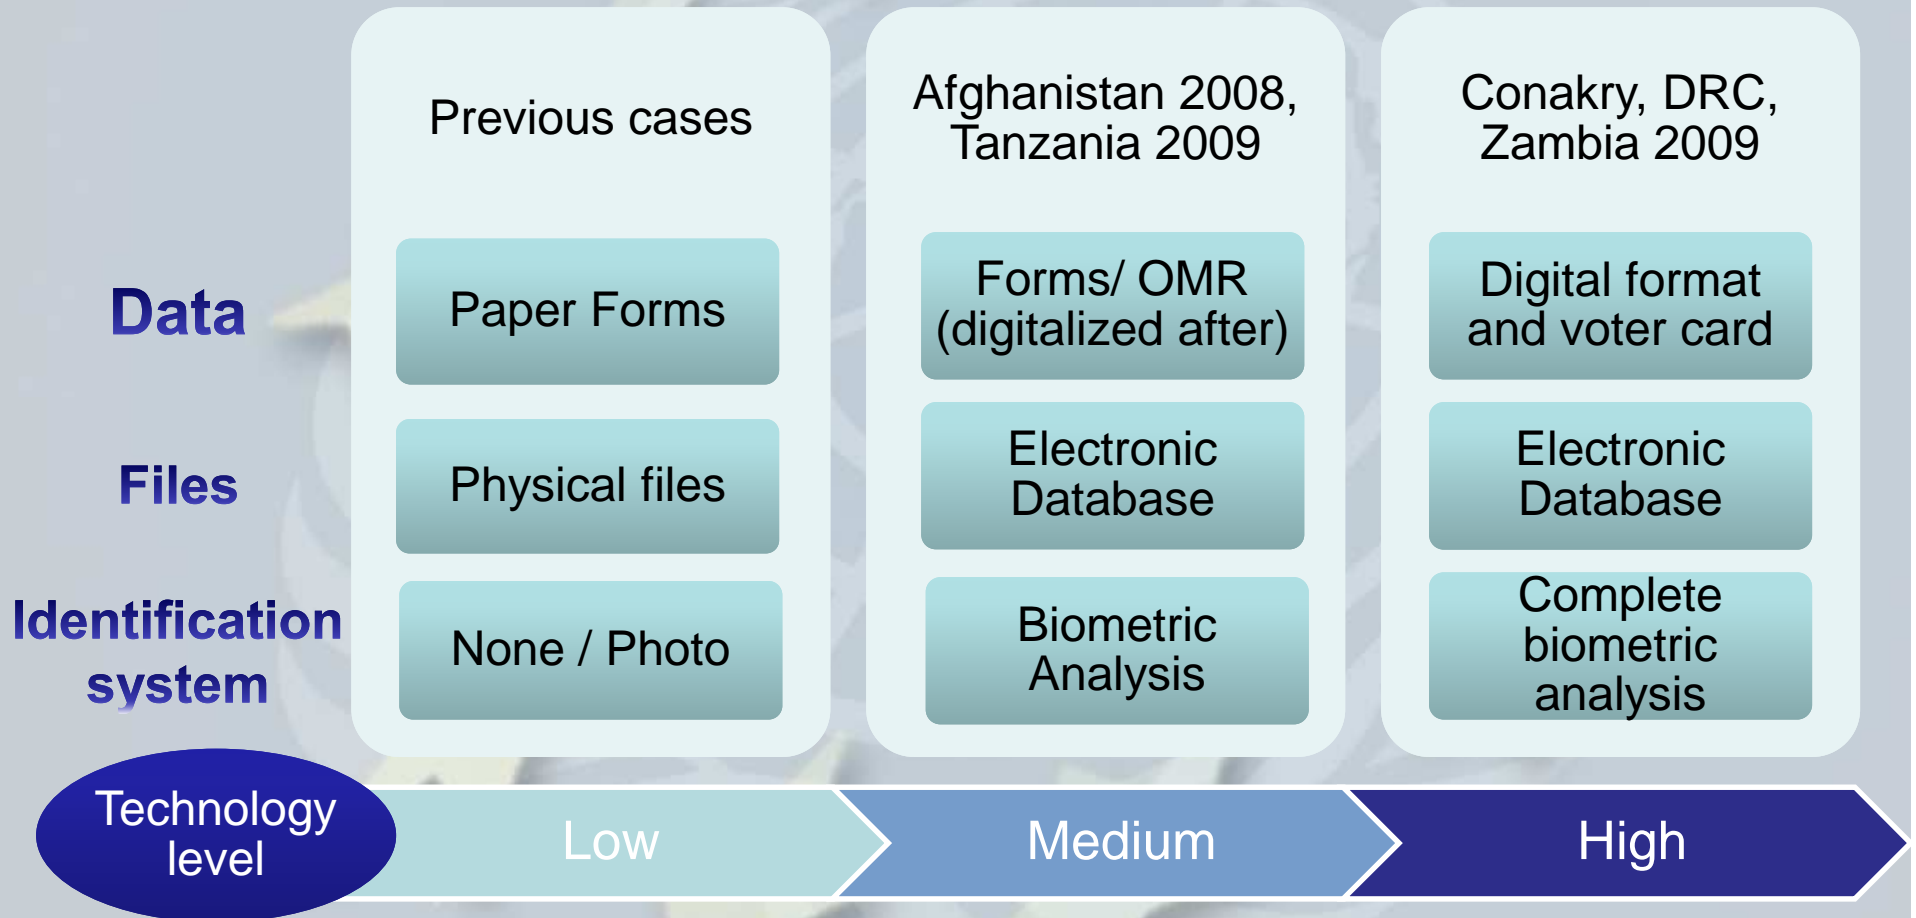 Previous cases
Afghanistan 2008,
Tanzania 2009
Conakry, DRC,
Zambia 2009
Data
Paper Forms
Forms/ OMR
(digitalized after)
Digital format
and voter card
Files
Physical files
Electronic
Database
Electronic
Database
Identification
system
None / Photo
Biometric
Analysis
Complete
biometric
analysis
Technology
level
Low
Medium
High